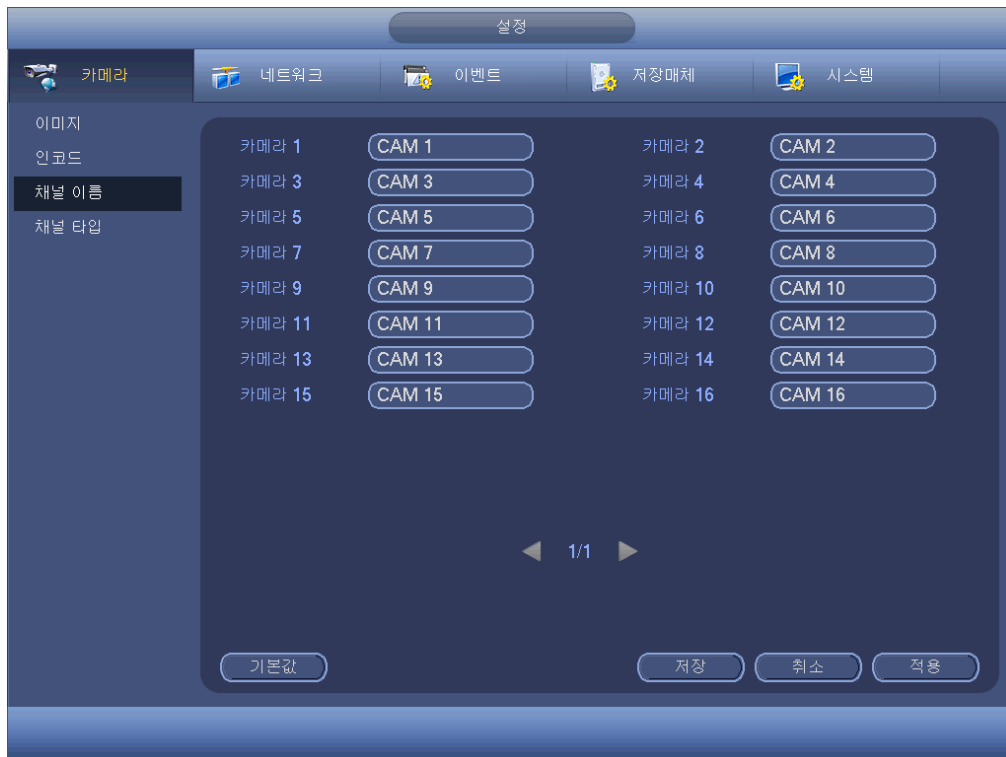 설정
카메라 네트워크 이벤트 저장매체 시스템
이미지
인코드
채널 이름
채널 타입
카메라 1 CAM 1 카메라 2 CAM 2
카메라 3 CAM 3 카메라 4 CAM 4
카메라 5 CAM 5 카메라 6 CAM 6
카메라 7 CAM 7 카메라 8 CAM 8
카메라 9 CAM 9 카메라 10 CAM 10
카메라 11 CAM 11 카메라 12 CAM 12
카메라 13 CAM 13 카메라 14 CAM 14
카메라 15 CAM 15 카메라 16 CAM 16
1/1
기본값 저장 취소 적용